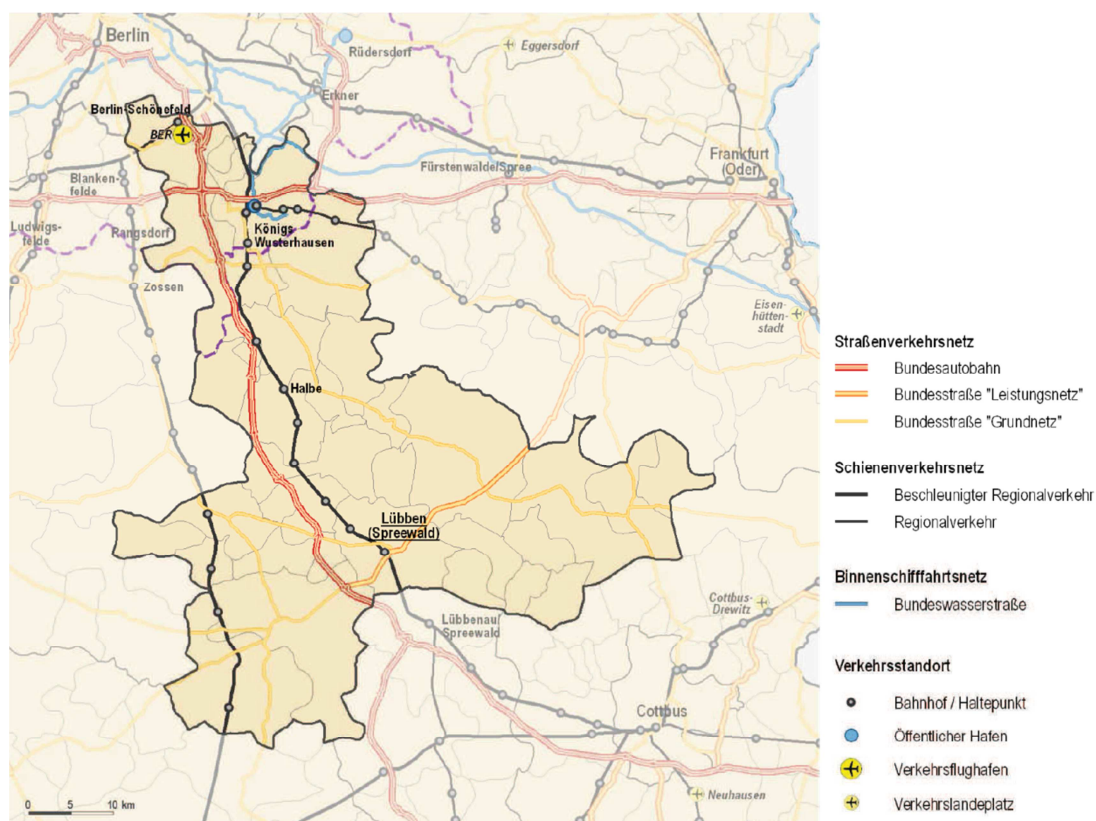 Berlin
Rüdersdorf
Eggersdorf
Erkner
Berlin-Schönefeld
BER
Frankfurt
(Oder)
Fürstenwalde/Spree
Blanken-
felde
Ludwigs-
felde
Rangsdorf
Königs
Wusterhausen
Zossen
Eisen-
hütten-
stadt
Halbe
Lübben
(Spreewald)
Cottbus-
Drewitz
Lübbenau/
Spreewald
Cottbus
Neuhausen
0 5 10 km
Straßenverkehrsnetz
Bundesautobahn
Bundesstraße "Leistungsnetz"
Bundesstraße "Grundnetz"
Schienenverkehrsnetz
Beschleunigter Regionalverkehr
Regionalverkehr
Binnenschifffahrtsnetz
Bundeswasserstraße
Verkehrsstandort
Bahnhof / Haltepunkt
Öffentlicher Hafen
Verkehrsflughafen
Verkehrslandeplatz